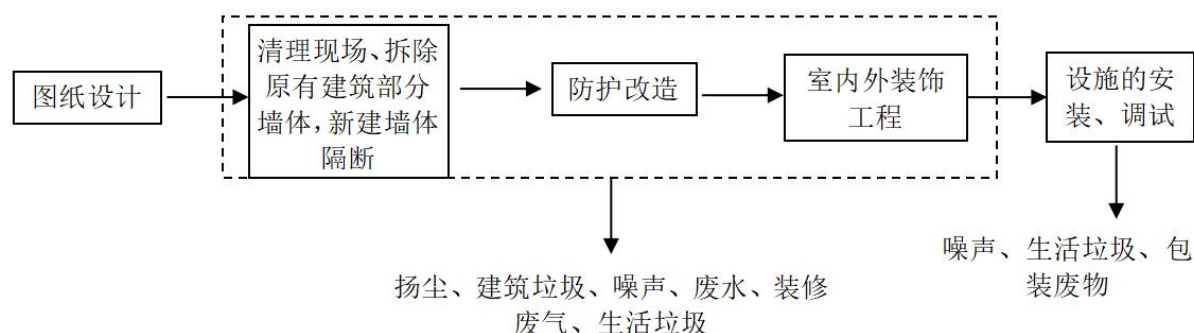 图纸设计
清理现场、拆除
原有建筑部分
墙体，新建墙体
隔断
防护改造
室内外装饰
工程
设施的安
装、调试
扬尘、建筑垃圾、噪声、废水、装修
废气、生活垃圾
噪声、生活垃圾、包
装废物